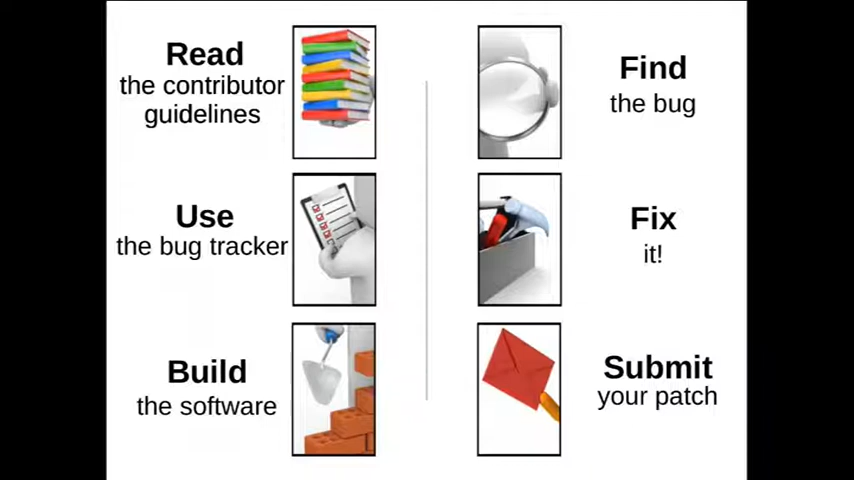 Read
the contributor
guidelines
Use
the bug tracker
Build
the software
Find
the bug
Fix
it!
Submit
your patch